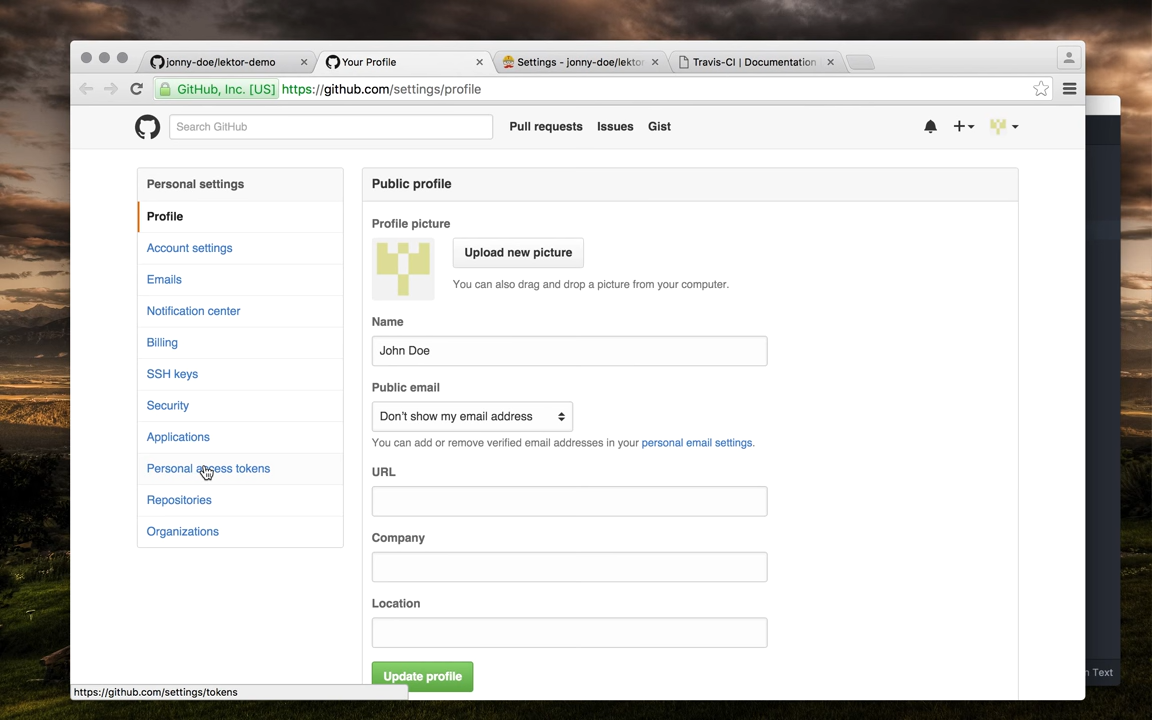 jonny-doe/lektor-demo
Your Profile
Settings - jonny-doe/lektor
Travis-CI | Documentation
GitHub, Inc. [US] https://github.com/settings/profile
Search GitHub
Pull requests
Issues
Gist
Personal settings
Profile
Account settings
Emails
Notification center
Billing
SSH keys
Security
Applications
Personal access tokens
Repositories
Organizations
Public profile
Profile picture
Upload new picture
You can also drag and drop a picture from your computer.
Name
John Doe
Public email
Don't show my email address
You can add or remove verified email addresses in your personal email settings.
URL
Company
Location
Update profile
https://github.com/settings/tokens
Text